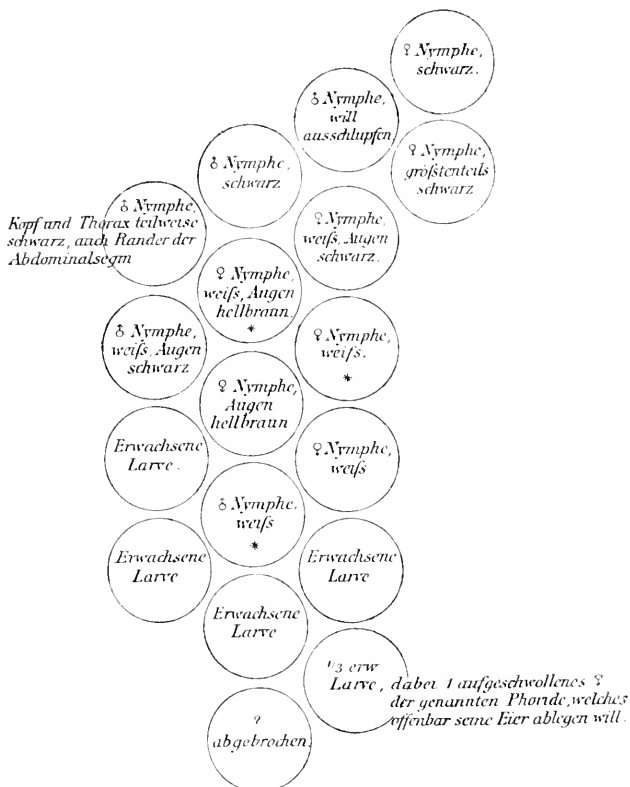 ♀ Nymphe,
schwarz.
♂ Nymphe,
will
ausschlupfen,
♀ Nymphe,
größtenteils
schwarz
♂ Nymphe,
schwarz
♂ Nymphe,
Kopf und Thorax teilweise
schwarz, auch Rander der
Abdominalsegm
♀ Nymphe,
weiß, Augen
schwarz.
♀ Nymphe,
weiß, Augen
hellbraun.
*
♂ Nymphe,
weiß, Augen
schwarz
♀ Nymphe,
weiß.
*
♀ Nymphe,
Augen
hellbraun
Erwachsene
Larve.
♀ Nymphe,
weiß
♂ Nymphe,
weiß
*
Erwachsene
Larve
Erwachsene
Larve
Erwachsene
Larve
1/3 erw
Larve, dabei 1 aufgeschwollenes ♀
der genannten Phoride, welches
offenbar seine Eier ablegen will.
?
abgebrochen.